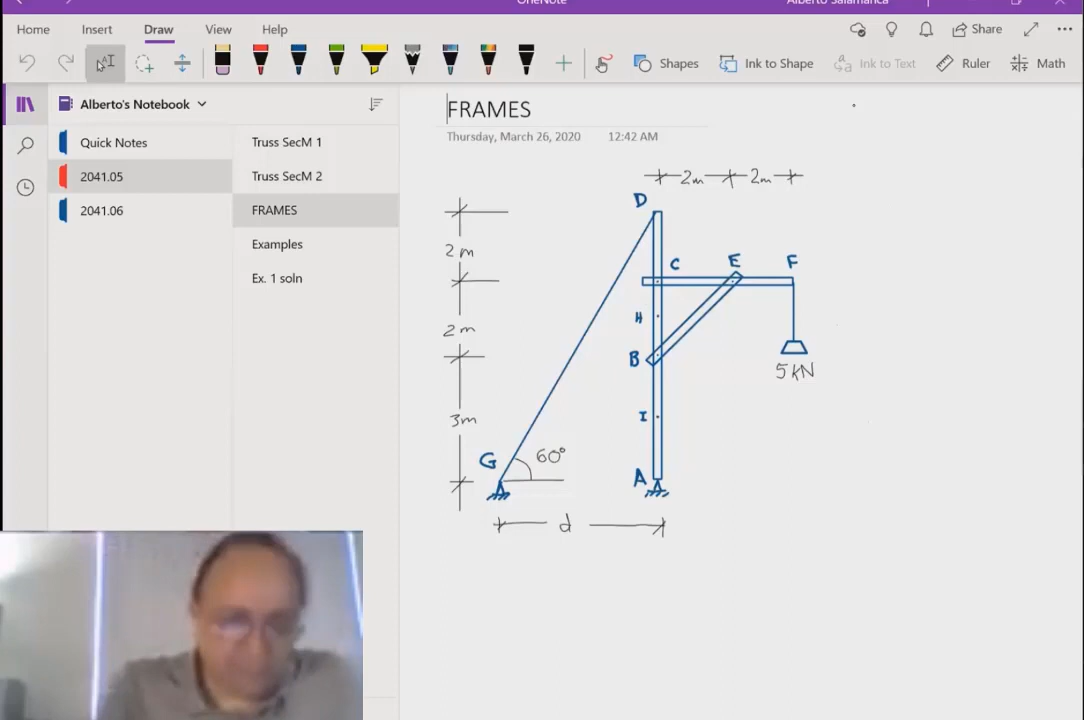 OneNote
Alberto Salamanca
Home Insert Draw View Help
Share
Shapes Ink to Shape Ink to Text Ruler Math
Alberto's Notebook
Quick Notes
2041.05
2041.06
Truss SecM 1
Truss SecM 2
FRAMES
Examples
Ex. 1 soln
FRAMES
Thursday, March 26, 2020 12:42 AM
2m 2m
D
2m
C E F
H
2m
B
5 KN
I
3m
G 60°
A
d